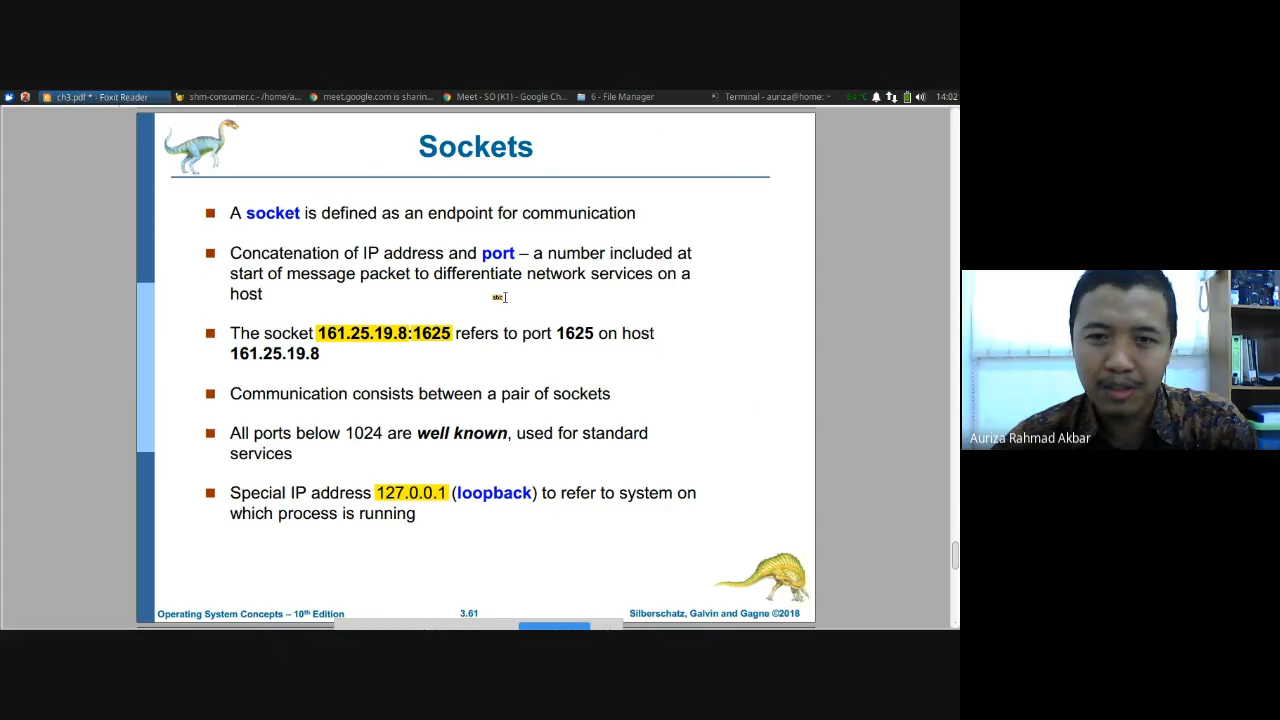 ch3.pdf * - Foxit Reader
shm-consumer.c - /home/a...
meet.google.com is sharin...
Meet - SO (K1) - Google Ch...
6 - File Manager
Terminal - auriza@home: ~
64°C
14:02
Sockets
A socket is defined as an endpoint for communication
Concatenation of IP address and port – a number included at
start of message packet to differentiate network services on a
host
The socket 161.25.19.8:1625 refers to port 1625 on host
161.25.19.8
Communication consists between a pair of sockets
All ports below 1024 are well known, used for standard
services
Special IP address 127.0.0.1 (loopback) to refer to system on
which process is running
Operating System Concepts – 10th Edition
3.61
Silberschatz, Galvin and Gagne ©2018
Auriza Rahmad Akbar